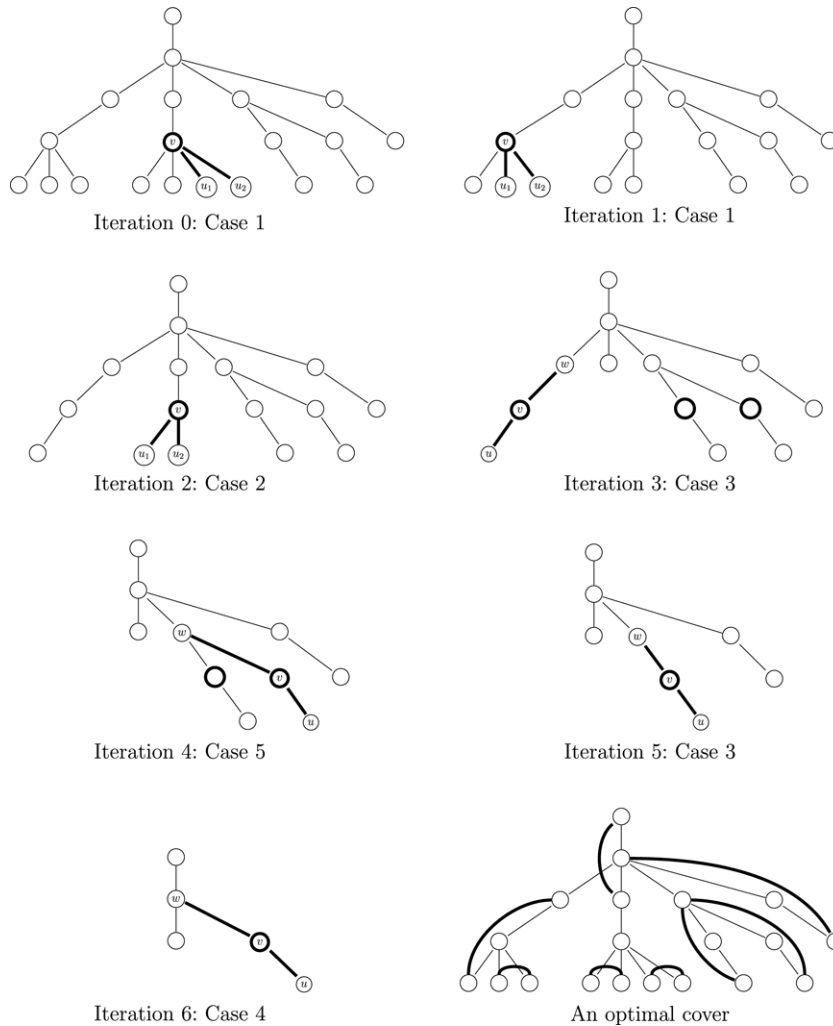 v
u1 u2
Iteration 0: Case 1
v
u1 u2
Iteration 1: Case 1
v
u1 u2
Iteration 2: Case 2
w
v
u
Iteration 3: Case 3
w
v
u
Iteration 4: Case 5
w
v
u
Iteration 5: Case 3
w
v
u
Iteration 6: Case 4
An optimal cover